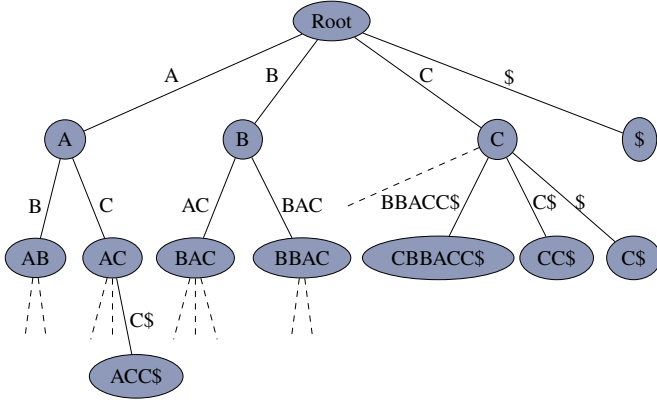 Root
A B C $
A B C $
B C AC BAC BBACC$ C$ $
AB AC BAC BBAC CBBACC$ CC$ C$
C$
ACC$